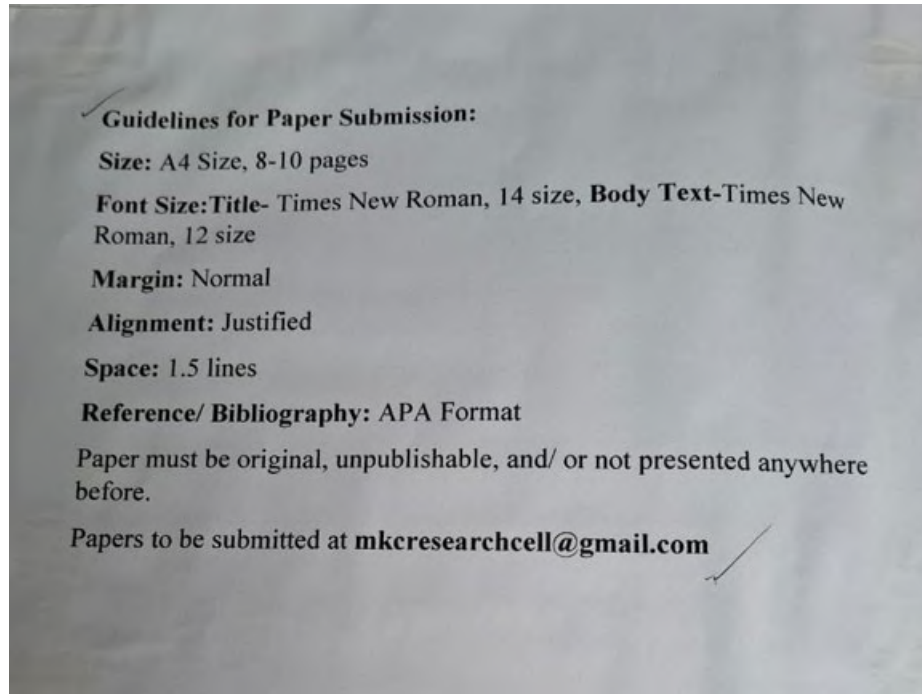 Guidelines for Paper Submission:
Size: A4 Size, 8-10 pages
Font Size:Title- Times New Roman, 14 size, Body Text-Times New
Roman, 12 size
Margin: Normal
Alignment: Justified
Space: 1.5 lines
Reference/ Bibliography: APA Format
Paper must be original, unpublishable, and/ or not presented anywhere
before.
Papers to be submitted at mkcresearchcell@gmail.com